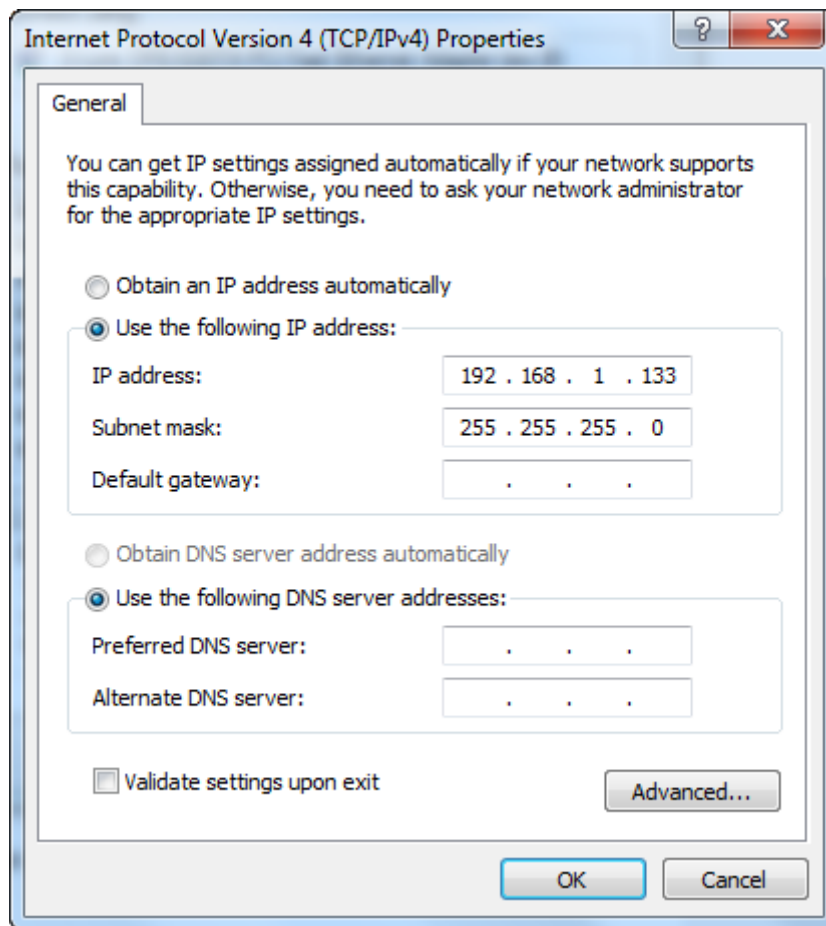 Internet Protocol Version 4 (TCP/IPv4) Properties
General
You can get IP settings assigned automatically if your network supports
this capability. Otherwise, you need to ask your network administrator
for the appropriate IP settings.
Obtain an IP address automatically
Use the following IP address:
IP address: 192 . 168 . 1 . 133
Subnet mask: 255 . 255 . 255 . 0
Default gateway: . . .
Obtain DNS server address automatically
Use the following DNS server addresses:
Preferred DNS server: . . .
Alternate DNS server: . . .
Validate settings upon exit
Advanced...
OK Cancel